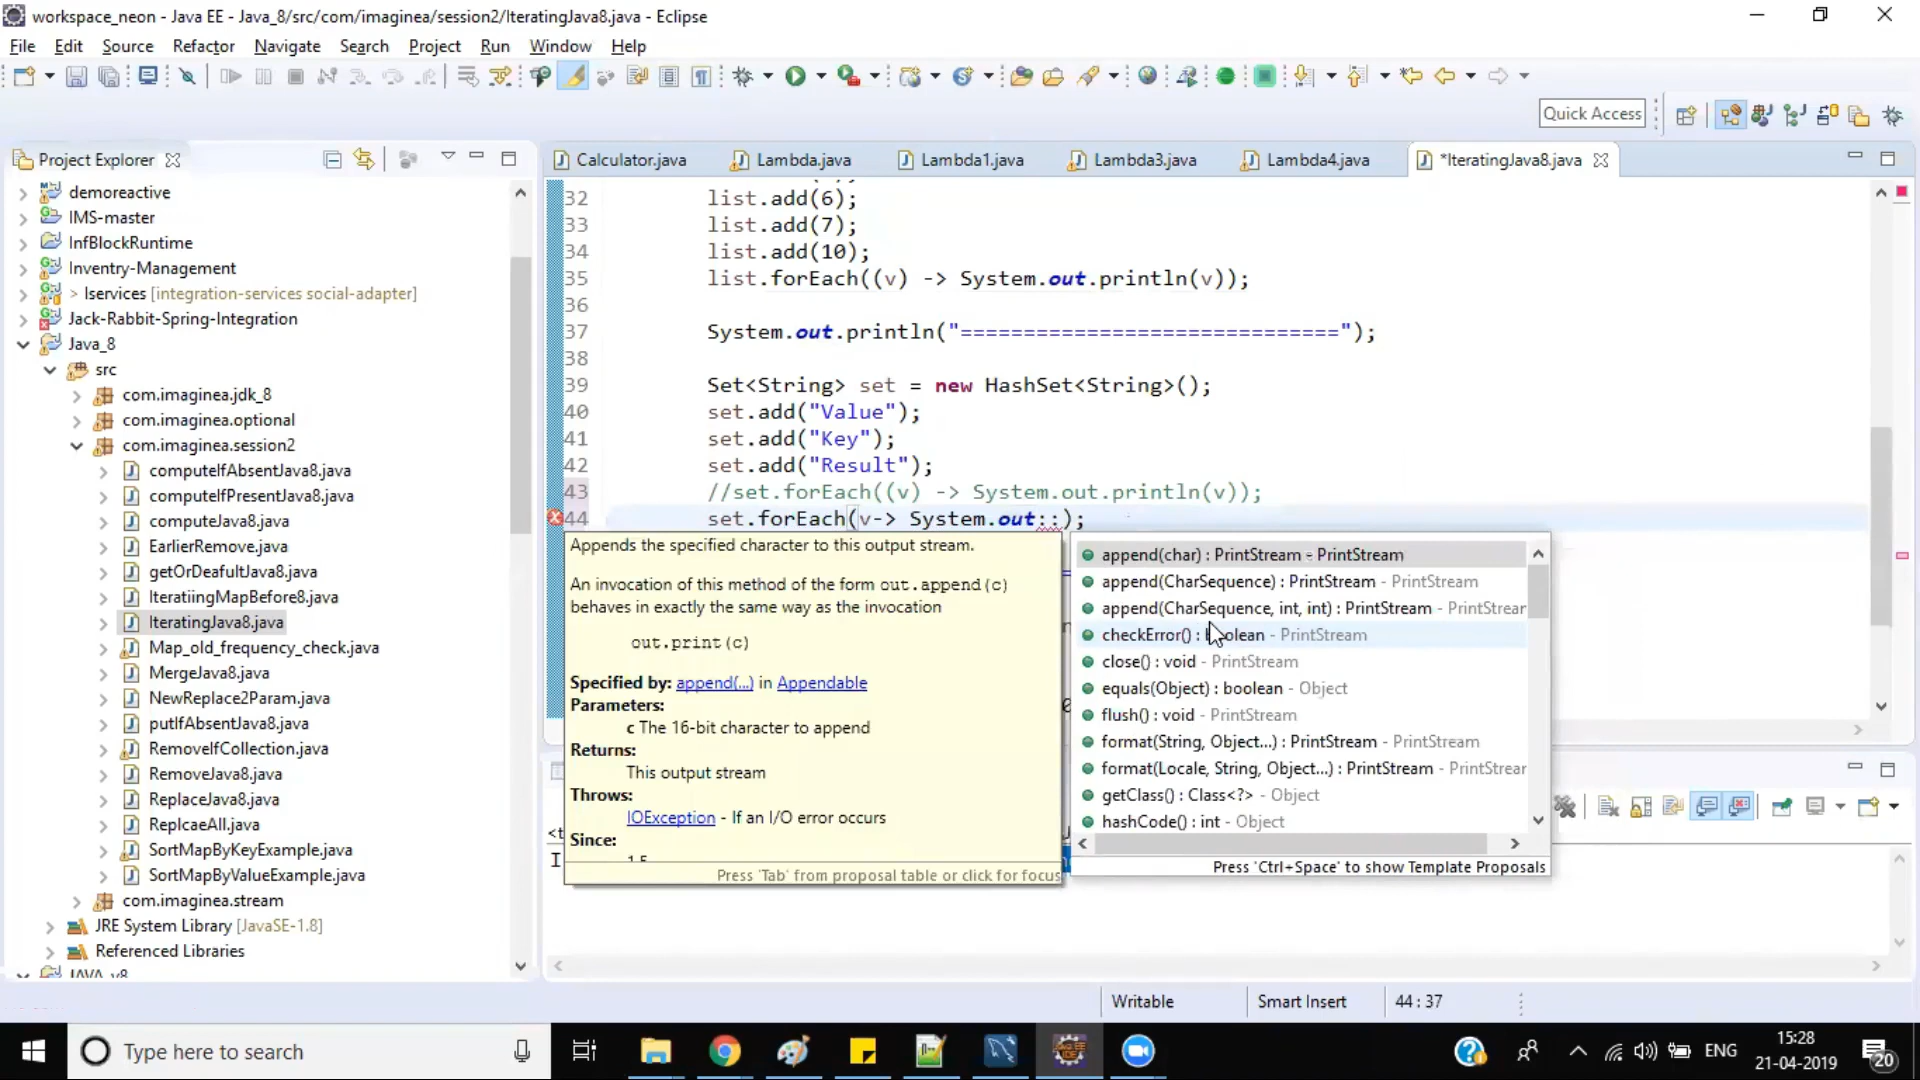 workspace_neon - Java EE - Java_8/src/com/imaginea/session2/IteratingJava8.java - Eclipse
File Edit Source Refactor Navigate Search Project Run Window Help
Quick Access
Project Explorer
Calculator.java Lambda.java Lambda1.java Lambda3.java Lambda4.java *IteratingJava8.java
demoreactive
IMS-master
InfBlockRuntime
Inventry-Management
> Iservices [integration-services social-adapter]
Jack-Rabbit-Spring-Integration
Java_8
src
com.imaginea.jdk_8
com.imaginea.optional
com.imaginea.session2
computeIfAbsentJava8.java
computeIfPresentJava8.java
computeJava8.java
EarlierRemove.java
getOrDeafultJava8.java
IteratiingMapBefore8.java
IteratingJava8.java
Map_old_frequency_check.java
MergeJava8.java
NewReplace2Param.java
putIfAbsentJava8.java
RemoveIfCollection.java
RemoveJava8.java
ReplaceJava8.java
ReplcaeAll.java
SortMapByKeyExample.java
SortMapByValueExample.java
com.imaginea.stream
JRE System Library [JavaSE-1.8]
Referenced Libraries
JAVA_v8
32 list.add(6);
33 list.add(7);
34 list.add(10);
35 list.forEach((v) -> System.out.println(v));
36
37 System.out.println("==============================");
38
39 Set<String> set = new HashSet<String>();
40 set.add("Value");
41 set.add("Key");
42 set.add("Result");
43 //set.forEach((v) -> System.out.println(v));
44 set.forEach(v-> System.out::);
Appends the specified character to this output stream.
An invocation of this method of the form out.append(c)
behaves in exactly the same way as the invocation
out.print(c)
Specified by: append(...) in Appendable
Parameters:
c The 16-bit character to append
Returns:
This output stream
Throws:
IOException - If an I/O error occurs
Since:
1.5
Press 'Tab' from proposal table or click for focus
append(char) : PrintStream - PrintStream
append(CharSequence) : PrintStream - PrintStream
append(CharSequence, int, int) : PrintStream - PrintStrear
checkError() : boolean - PrintStream
close() : void - PrintStream
equals(Object) : boolean - Object
flush() : void - PrintStream
format(String, Object...) : PrintStream - PrintStream
format(Locale, String, Object...) : PrintStream - PrintStrear
getClass() : Class<?> - Object
hashCode() : int - Object
Press 'Ctrl+Space' to show Template Proposals
<t
I
Writable Smart Insert 44 : 37
Type here to search
ENG
15:28
21-04-2019
20